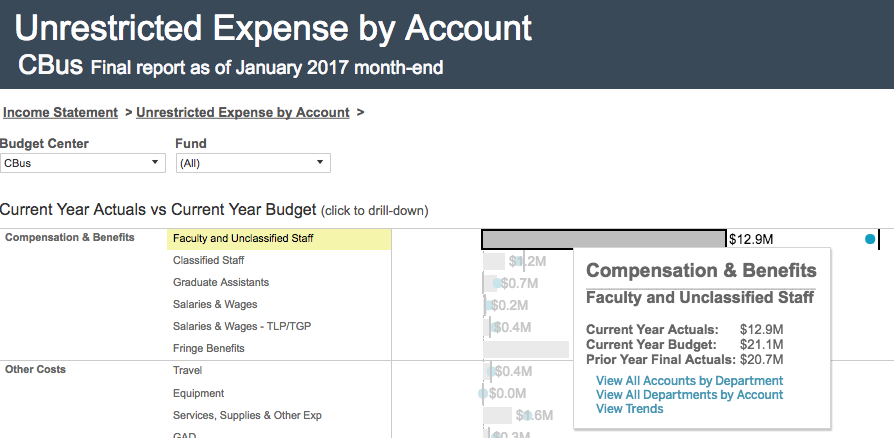 Unrestricted Expense by Account
CBus Final report as of January 2017 month-end
Income Statement > Unrestricted Expense by Account >
Budget Center Fund
CBus (All)
Current Year Actuals vs Current Year Budget (click to drill-down)
Compensation & Benefits Faculty and Unclassified Staff $12.9M
Classified Staff $1.2M
Graduate Assistants $0.7M
Salaries & Wages $0.2M
Salaries & Wages - TLP/TGP $0.4M
Fringe Benefits
Other Costs Travel $0.4M
Equipment $0.0M
Services, Supplies & Other Exp $1.6M
GAD $0.3M
Compensation & Benefits
Faculty and Unclassified Staff
Current Year Actuals: $12.9M
Current Year Budget: $21.1M
Prior Year Final Actuals: $20.7M
View All Accounts by Department
View All Departments by Account
View Trends